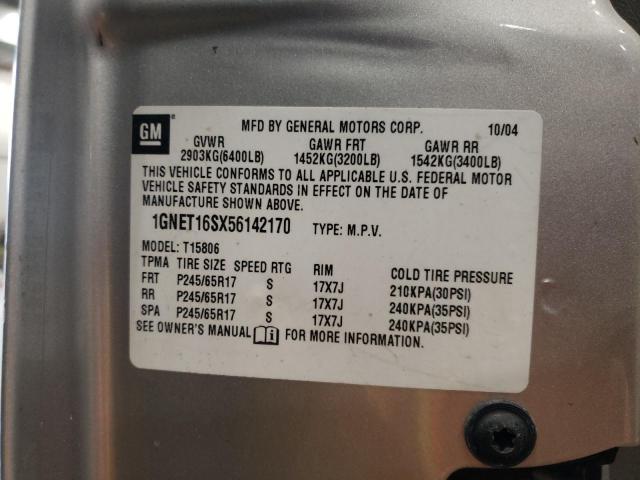 GM
MFD BY GENERAL MOTORS CORP. 10/04
GVWR GAWR FRT GAWR RR
2903KG(6400LB) 1452KG(3200LB) 1542KG(3400LB)
THIS VEHICLE CONFORMS TO ALL APPLICABLE U.S. FEDERAL MOTOR
VEHICLE SAFETY STANDARDS IN EFFECT ON THE DATE OF
MANUFACTURE SHOWN ABOVE.
1GNET16SX56142170 TYPE: M.P.V.
MODEL: T15806
TPMA TIRE SIZE SPEED RTG RIM COLD TIRE PRESSURE
FRT P245/65R17 S 17X7J 210KPA(30PSI)
RR P245/65R17 S 17X7J 240KPA(35PSI)
SPA P245/65R17 S 17X7J 240KPA(35PSI)
SEE OWNER'S MANUAL i FOR MORE INFORMATION.